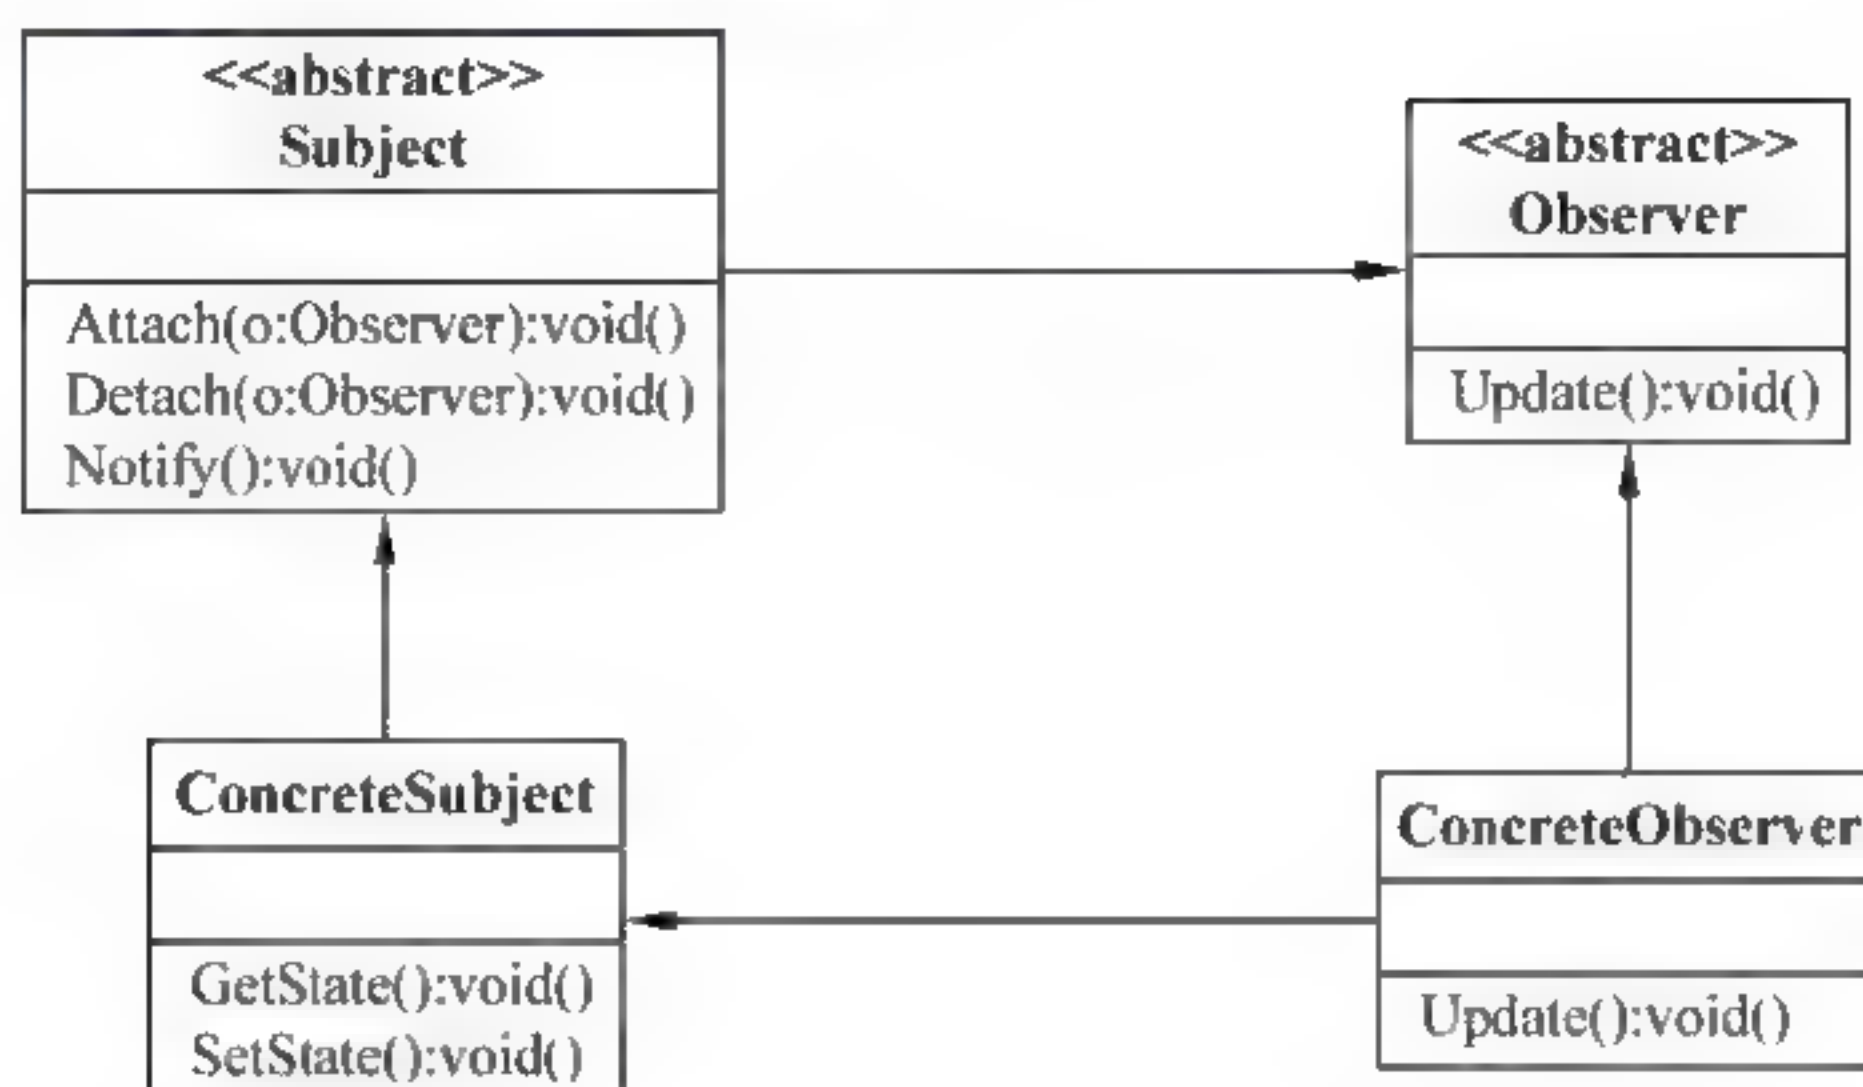 <<abstract>>
Subject
Attach(o:Observer):void()
Detach(o:Observer):void()
Notify():void()
<<abstract>>
Observer
Update():void()
ConcreteSubject
GetState():void()
SetState():void()
ConcreteObserver
Update():void()